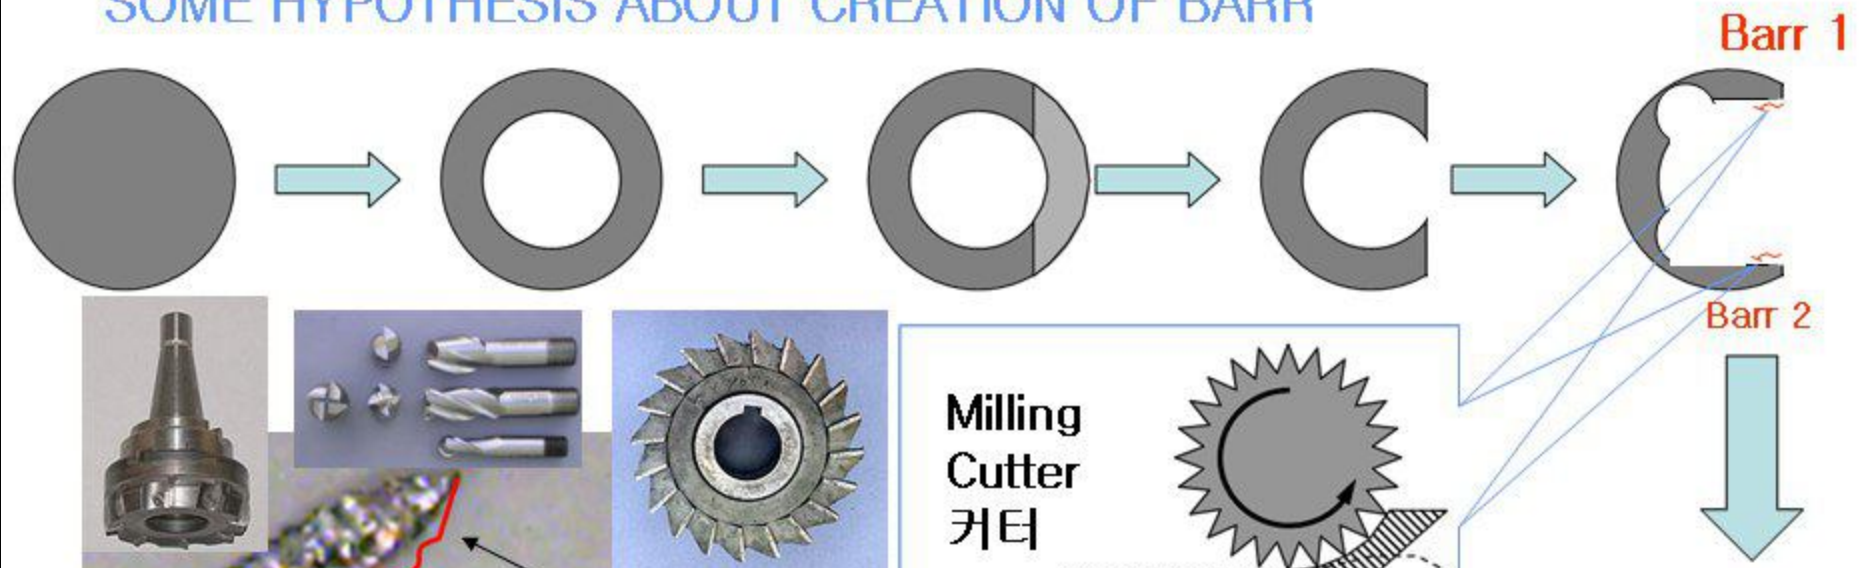 SOME HYPOTHESIS ABOUT CREATION OF BARR
Barr 1
Barr 2
Milling
Cutter
커터